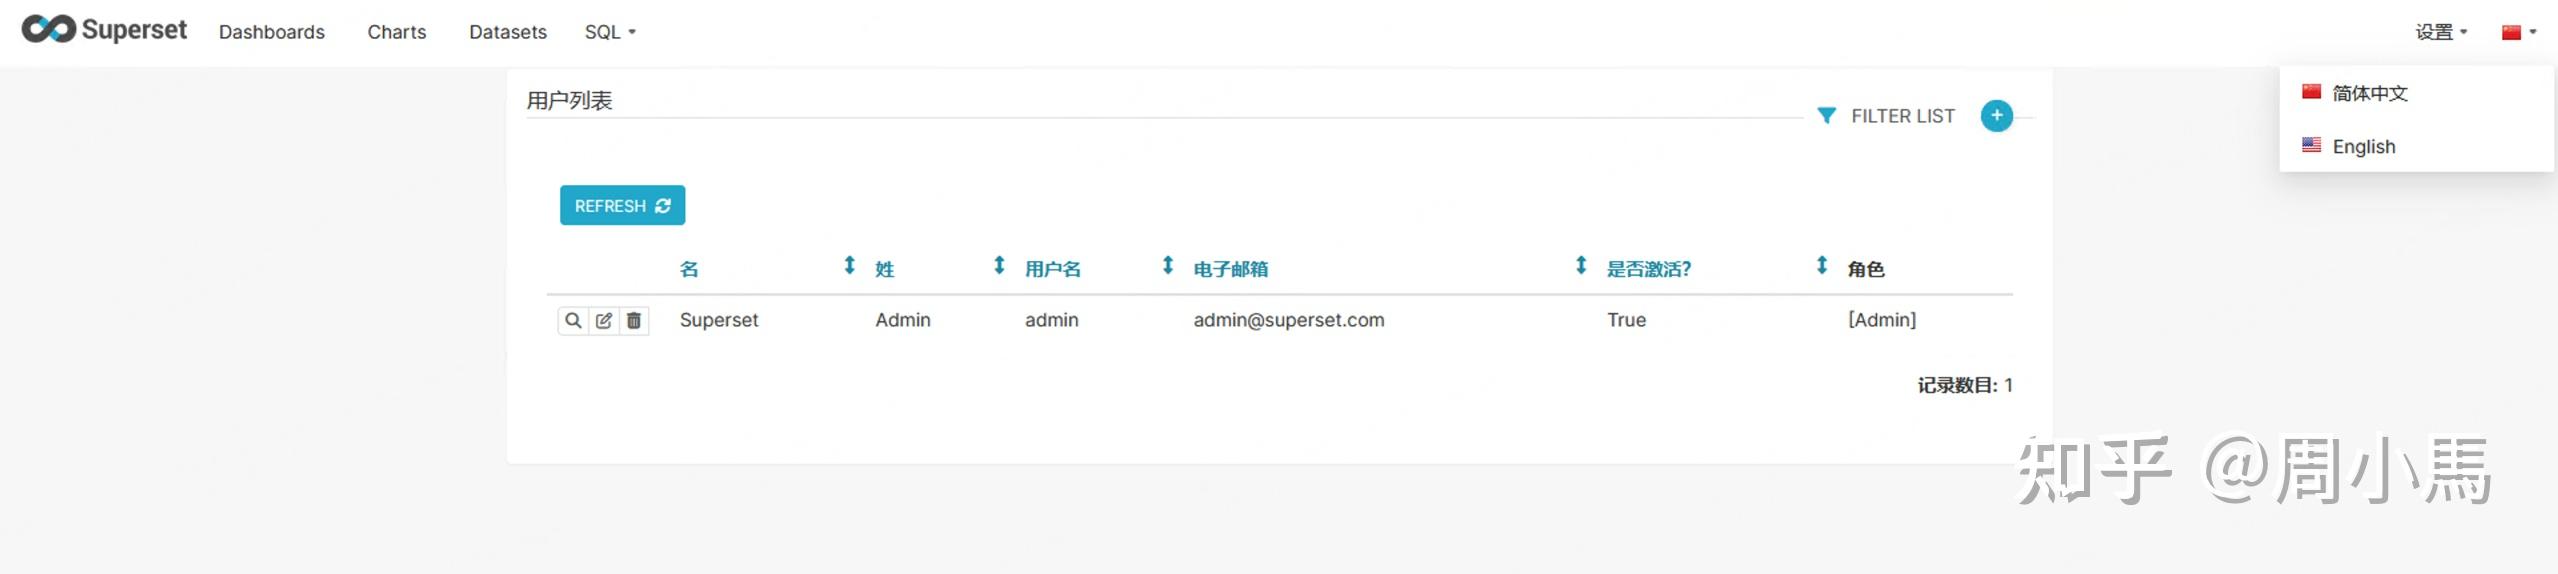 Superset Dashboards Charts Datasets SQL 设置
简体中文
English
用户列表
FILTER LIST
REFRESH
名 姓 用户名 电子邮箱 是否激活? 角色
Superset Admin admin admin@superset.com True [Admin]
记录数目: 1
知乎 @周小馬